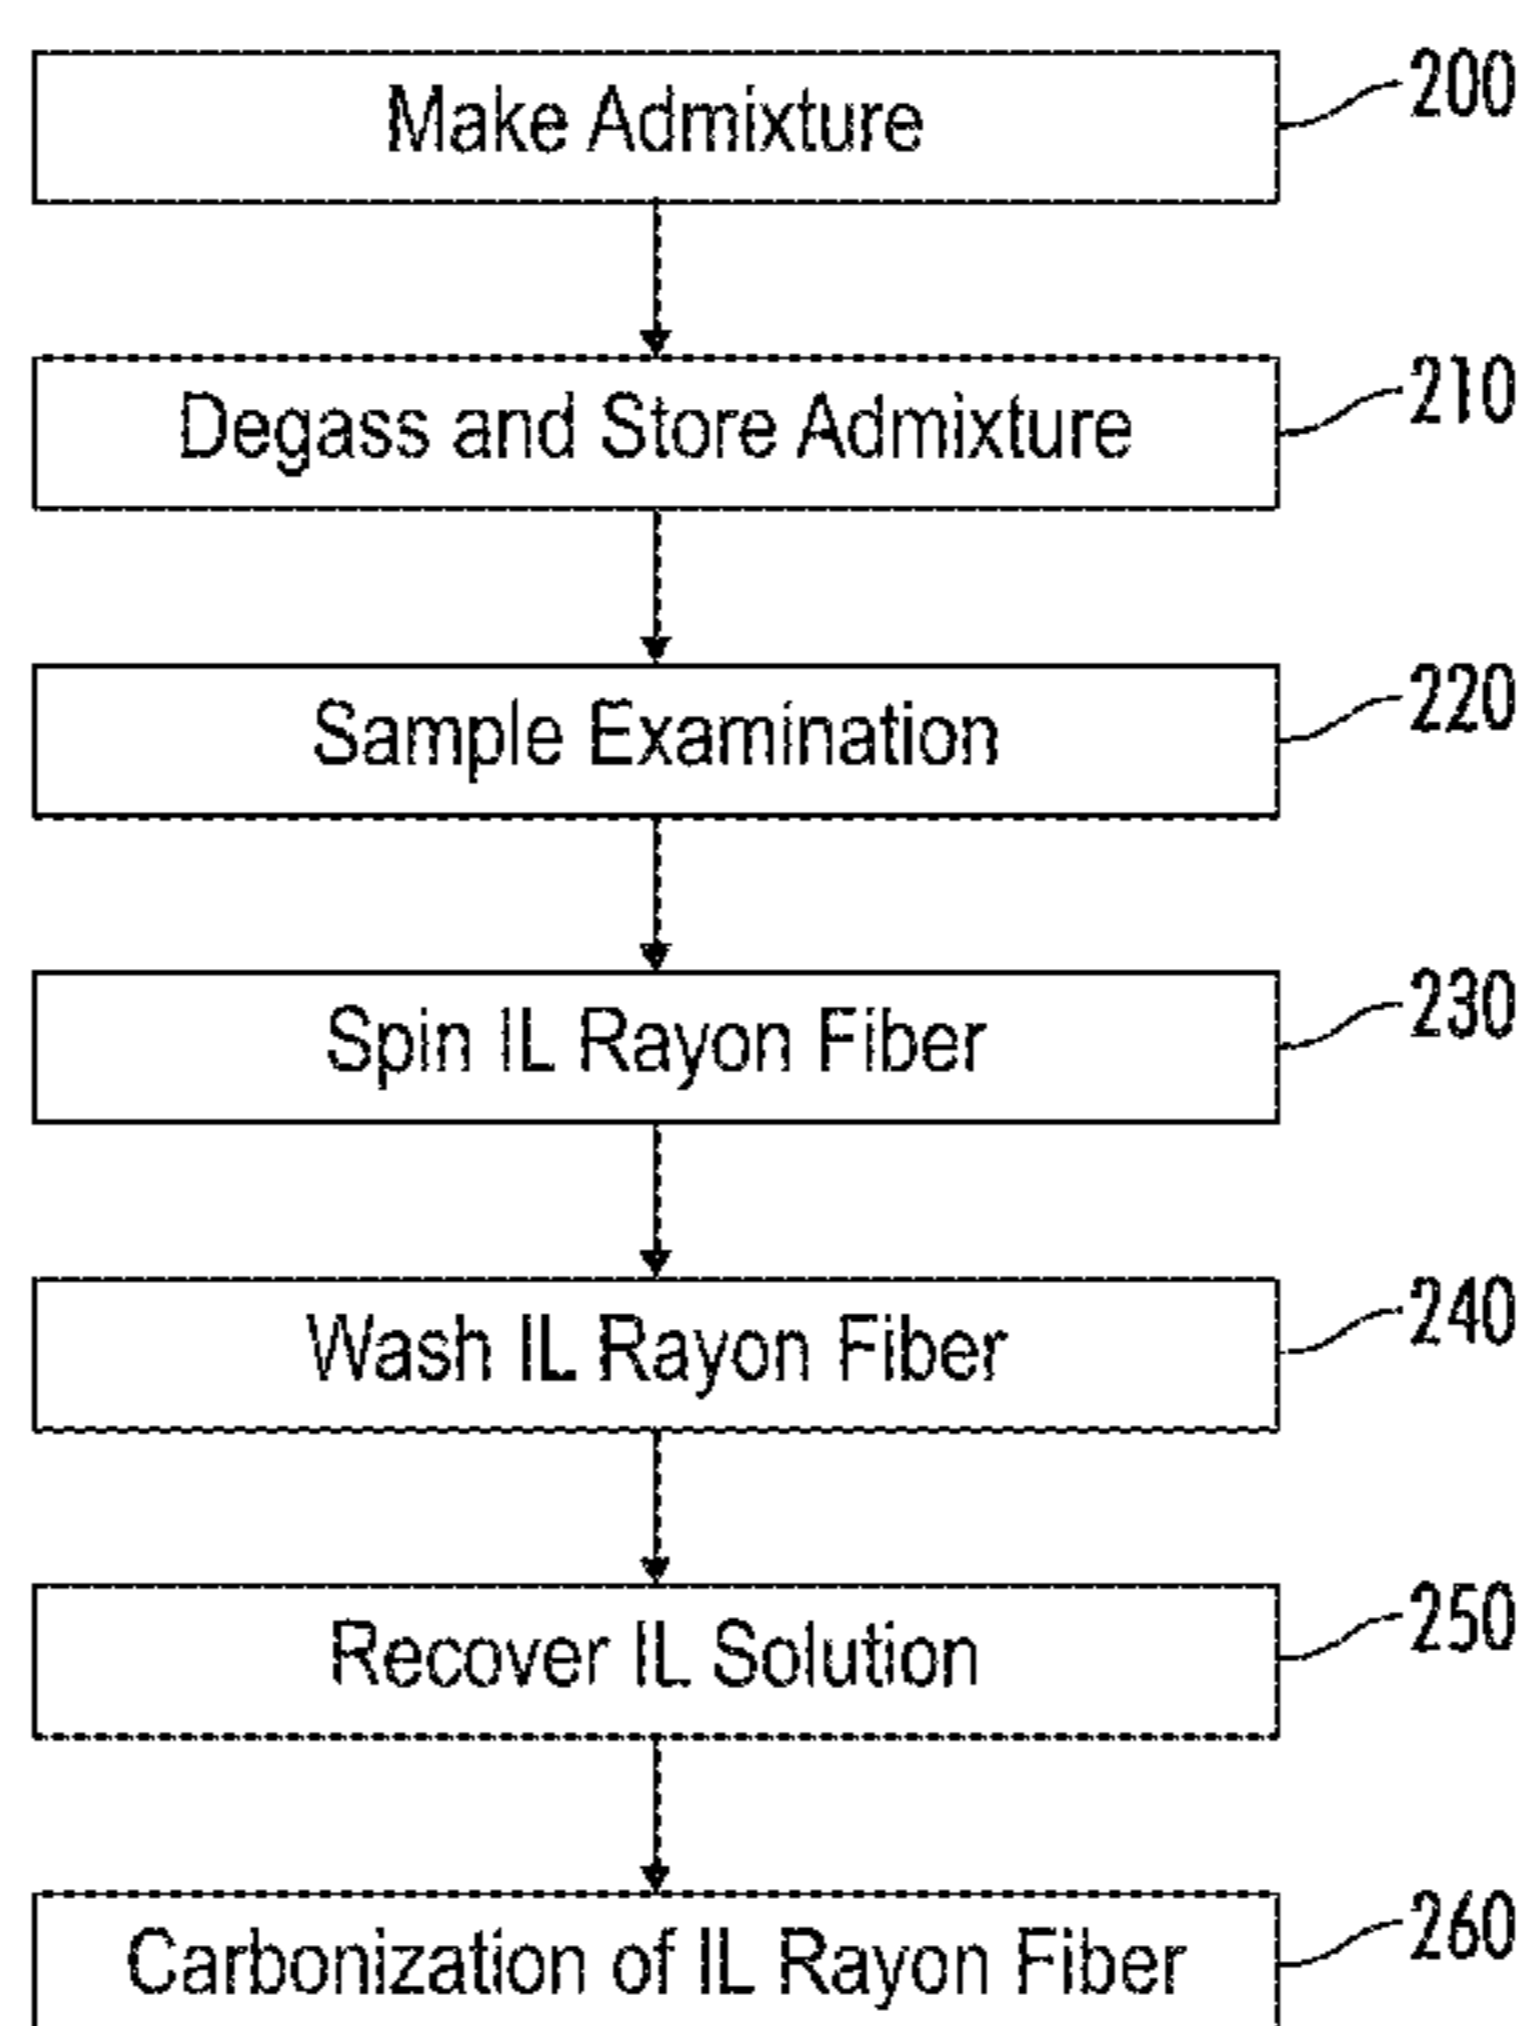 Make Admixture
200
Degass and Store Admixture
210
Sample Examination
220
Spin IL Rayon Fiber
230
Wash IL Rayon Fiber
240
Recover IL Solution
250
Carbonization of IL Rayon Fiber
260